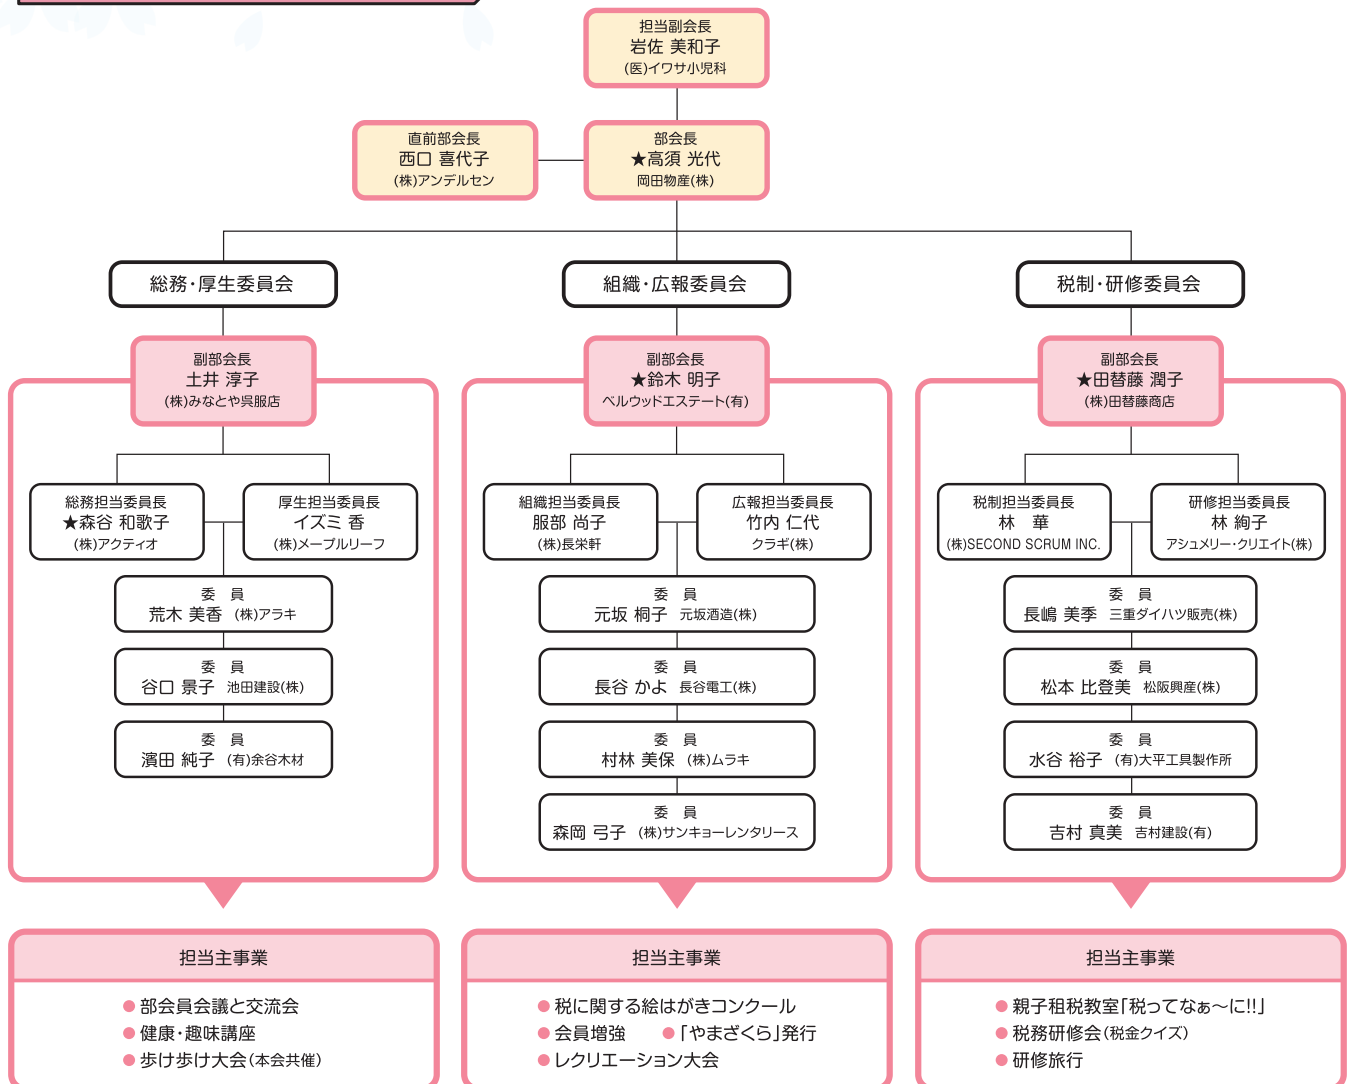 担当副会長
岩佐 美和子
(医)イワサ小児科
直前部会長
西口 喜代子
(株)アンデルセン
部会長
★高須 光代
岡田物産(株)
総務・厚生委員会
副部会長
土井 淳子
(株)みなとや呉服店
総務担当委員長
★森谷 和歌子
(株)アクティオ
厚生担当委員長
イズミ 香
(株)メープルリーフ
委　員
荒木 美香 (株)アラキ
委　員
谷口 景子 池田建設(株)
委　員
濱田 純子 (有)余谷木材
担当主事業
●部会員会議と交流会
●健康・趣味講座
●歩け歩け大会(本会共催)
組織・広報委員会
副部会長
★鈴木 明子
ベルウッドエステート(有)
組織担当委員長
服部 尚子
(株)長栄軒
広報担当委員長
竹内 仁代
クラギ(株)
委　員
元坂 桐子 元坂酒造(株)
委　員
長谷 かよ 長谷電工(株)
委　員
村林 美保 (株)ムラキ
委　員
森岡 弓子 (株)サンキョーレンタリース
担当主事業
●税に関する絵はがきコンクール
●会員増強 ●「やまざくら」発行
●レクリエーション大会
税制・研修委員会
副部会長
★田替藤 潤子
(株)田替藤商店
税制担当委員長
林　華
(株)SECOND SCRUM INC.
研修担当委員長
林 絢子
アシュメリー・クリエイト(株)
委　員
長嶋 美季 三重ダイハツ販売(株)
委　員
松本 比登美 松阪興産(株)
委　員
水谷 裕子 (有)大平工具製作所
委　員
吉村 真美 吉村建設(有)
担当主事業
●親子租税教室「税ってなぁ～に!!」
●税務研修会(税金クイズ)
●研修旅行